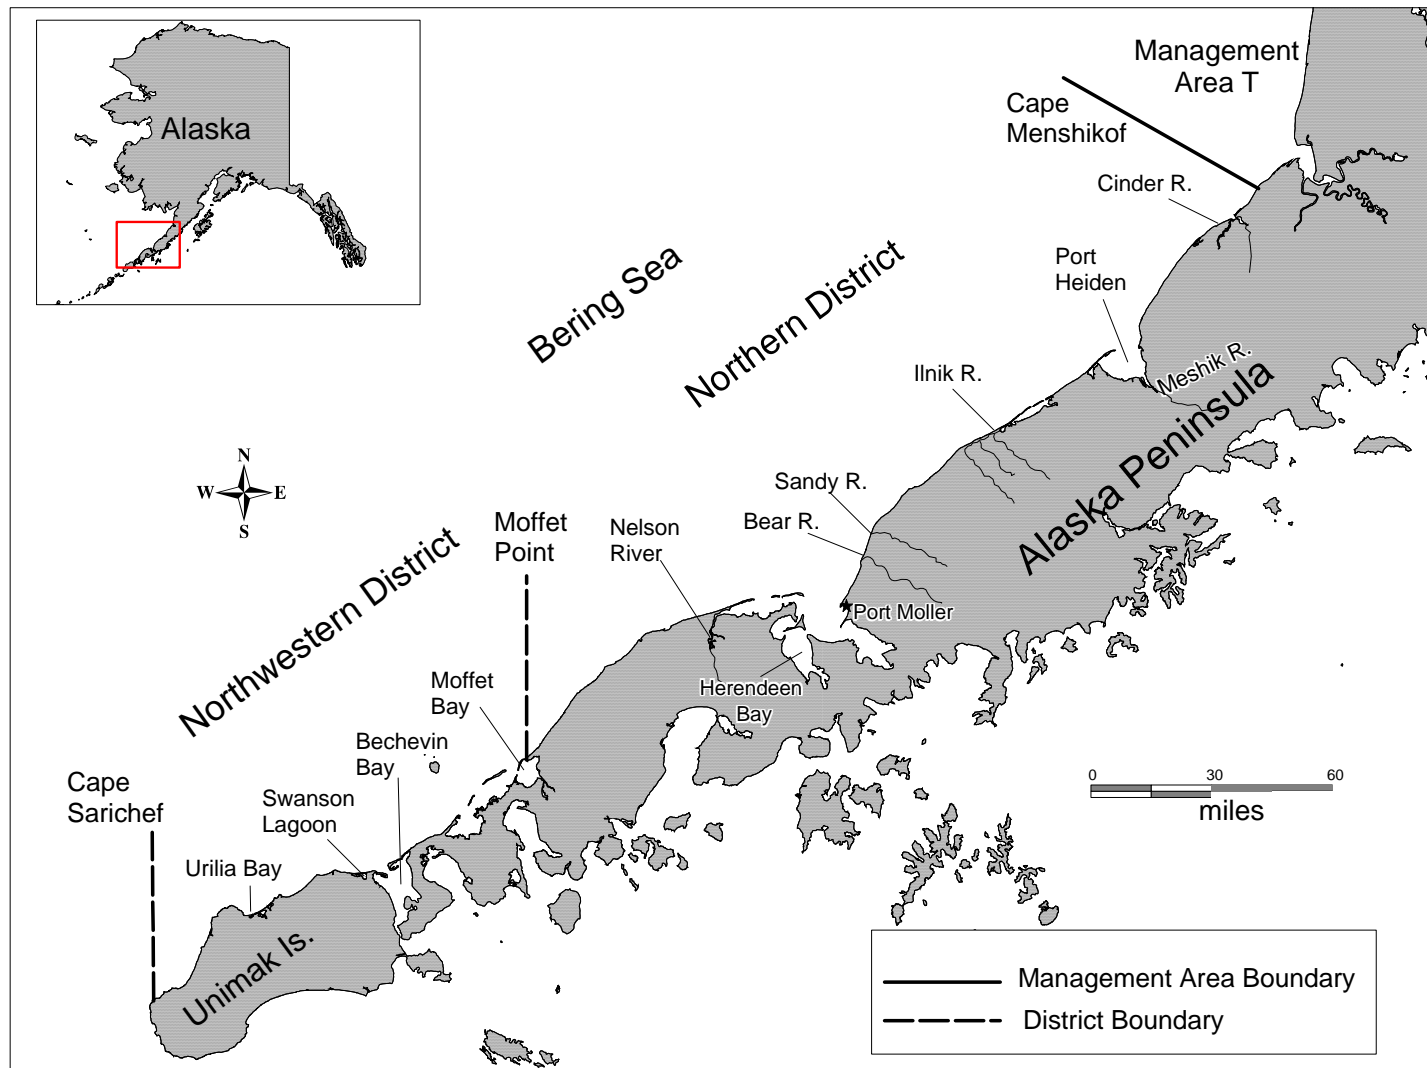 Alaska
Management
Area T
Cape
Menshikof
Cinder R.
Port
Heiden
Bering Sea
Northern District
Meshik R.
Ilnik R.
Alaska Peninsula
Sandy R.
Bear R.
N
W
E
S
Moffet
Point
Nelson
River
Northwestern District
Port Moller
Herendeen
Bay
Moffet
Bay
Bechevin
Bay
Cape
Sarichef
Swanson
Lagoon
Urilia Bay
Unimak Is.
0 30 60
miles
Management Area Boundary
District Boundary